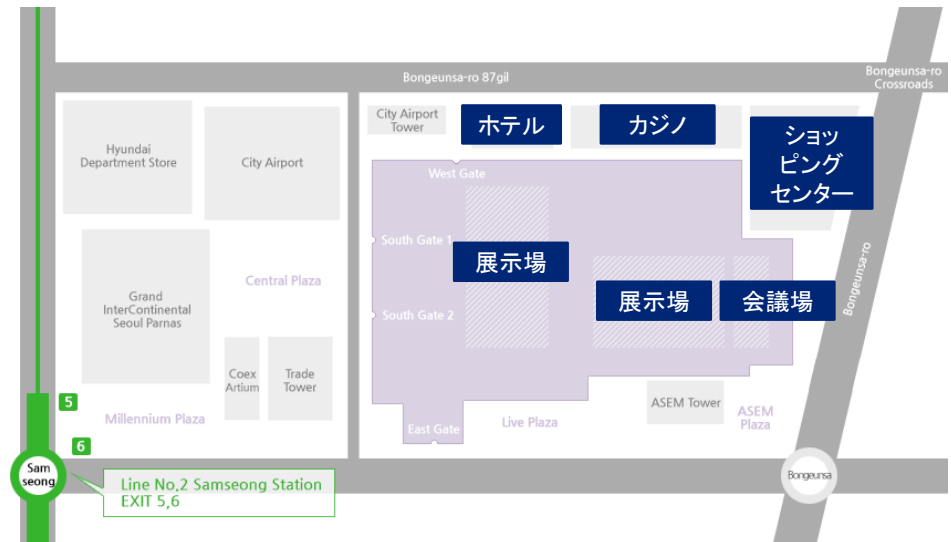 Bongeunsa-ro 87gil
Bongeunsa-ro
Crossroads
Hyundai
Department Store
City Airport
City Airport
Tower
ホテル
カジノ
ショッ
ピング
センター
West Gate
South Gate 1
展示場
Central Plaza
Grand
InterContinental
Seoul Parnas
South Gate 2
展示場
会議場
Bongeunsa-ro
Coex
Artium
Trade
Tower
ASEM Tower
ASEM
Plaza
5
Millennium Plaza
East Gate
Live Plaza
6
Sam
seong
Line No.2 Samseong Station
EXIT 5,6
Bongeunsa